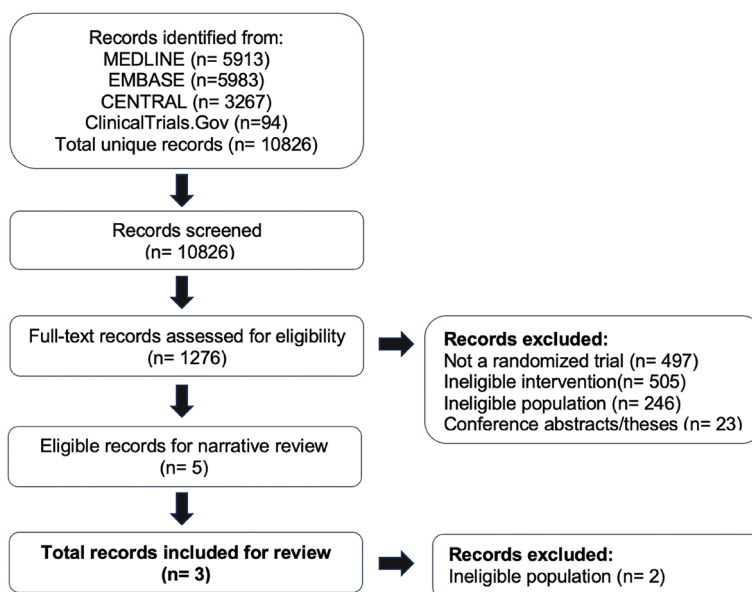 Records identified from:
MEDLINE (n= 5913)
EMBASE (n=5983)
CENTRAL (n= 3267)
ClinicalTrials.Gov (n=94)
Total unique records (n= 10826)
Records screened
(n= 10826)
Full-text records assessed for eligibility
(n= 1276)
Records excluded:
Not a randomized trial (n= 497)
Ineligible intervention(n= 505)
Ineligible population (n= 246)
Conference abstracts/theses (n= 23)
Eligible records for narrative review
(n= 5)
Total records included for review
(n= 3)
Records excluded:
Ineligible population (n= 2)